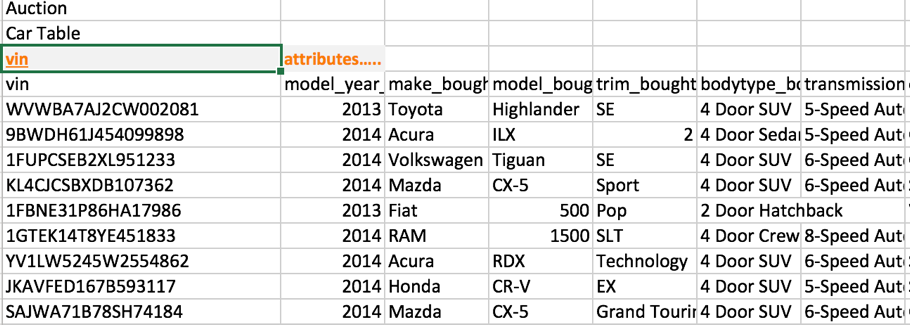 Auction
Car Table
vin attributes.....
vin model_year_ make_bough model_boug trim_bought bodytype_bo transmission
WVWBA7AJ2CW002081 2013 Toyota Highlander SE 4 Door SUV 5-Speed Aut
9BWDH61J454099898 2014 Acura ILX 2 4 Door Sedan 5-Speed Aut
1FUPCSEB2XL951233 2014 Volkswagen Tiguan SE 4 Door SUV 6-Speed Aut
KL4CJCSBXDB107362 2014 Mazda CX-5 Sport 4 Door SUV 6-Speed Aut
1FBNE31P86HA17986 2013 Fiat 500 Pop 2 Door Hatchback
1GTEK14T8YE451833 2014 RAM 1500 SLT 4 Door Crew 8-Speed Aut
YV1LW5245W2554862 2014 Acura RDX Technology 4 Door SUV 6-Speed Aut
JKAVFED167B593117 2014 Honda CR-V EX 4 Door SUV 5-Speed Aut
SAJWA71B78SH74184 2014 Mazda CX-5 Grand Tourin 4 Door SUV 6-Speed Aut